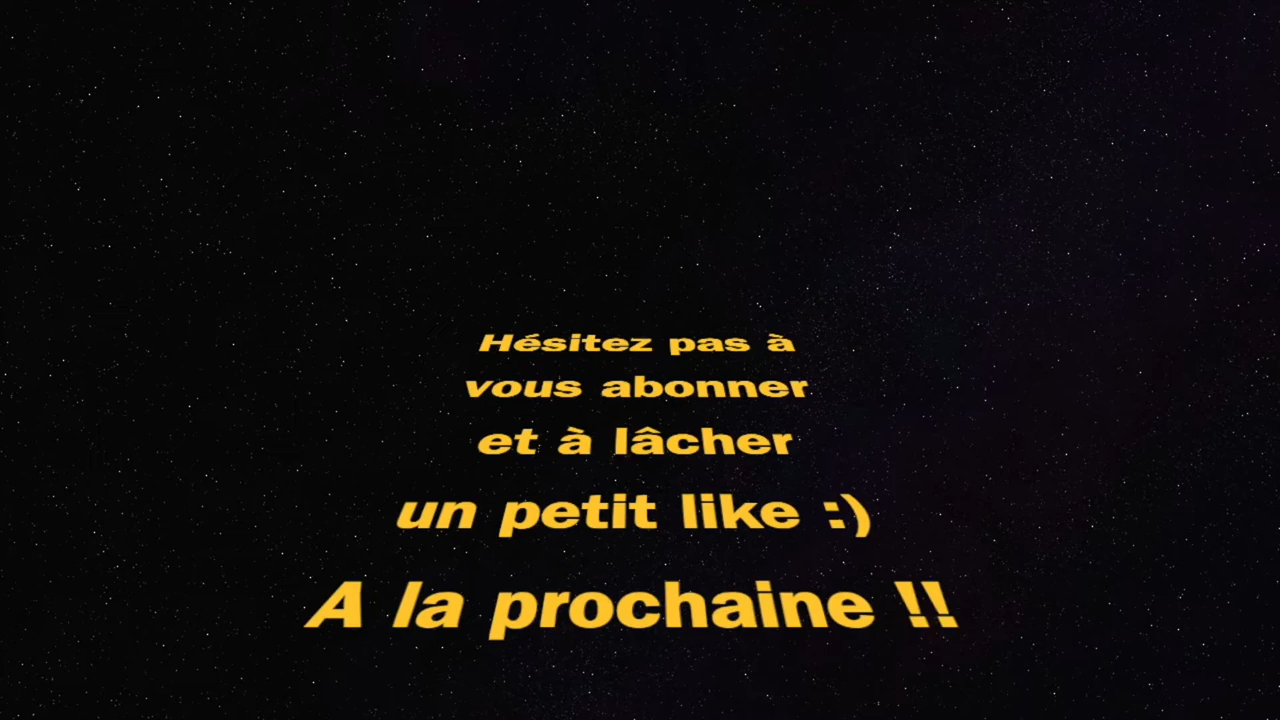 Hésitez pas à
vous abonner
et à lâcher
un petit like :)
A la prochaine !!